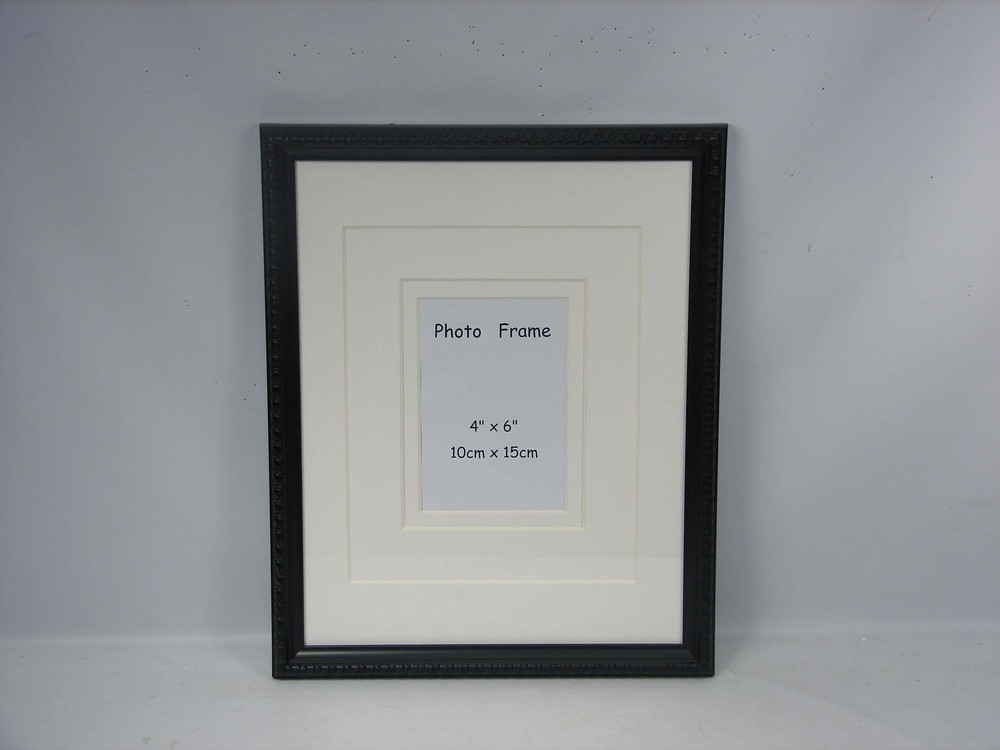 Photo Frame
4" x 6"
10cm x 15cm